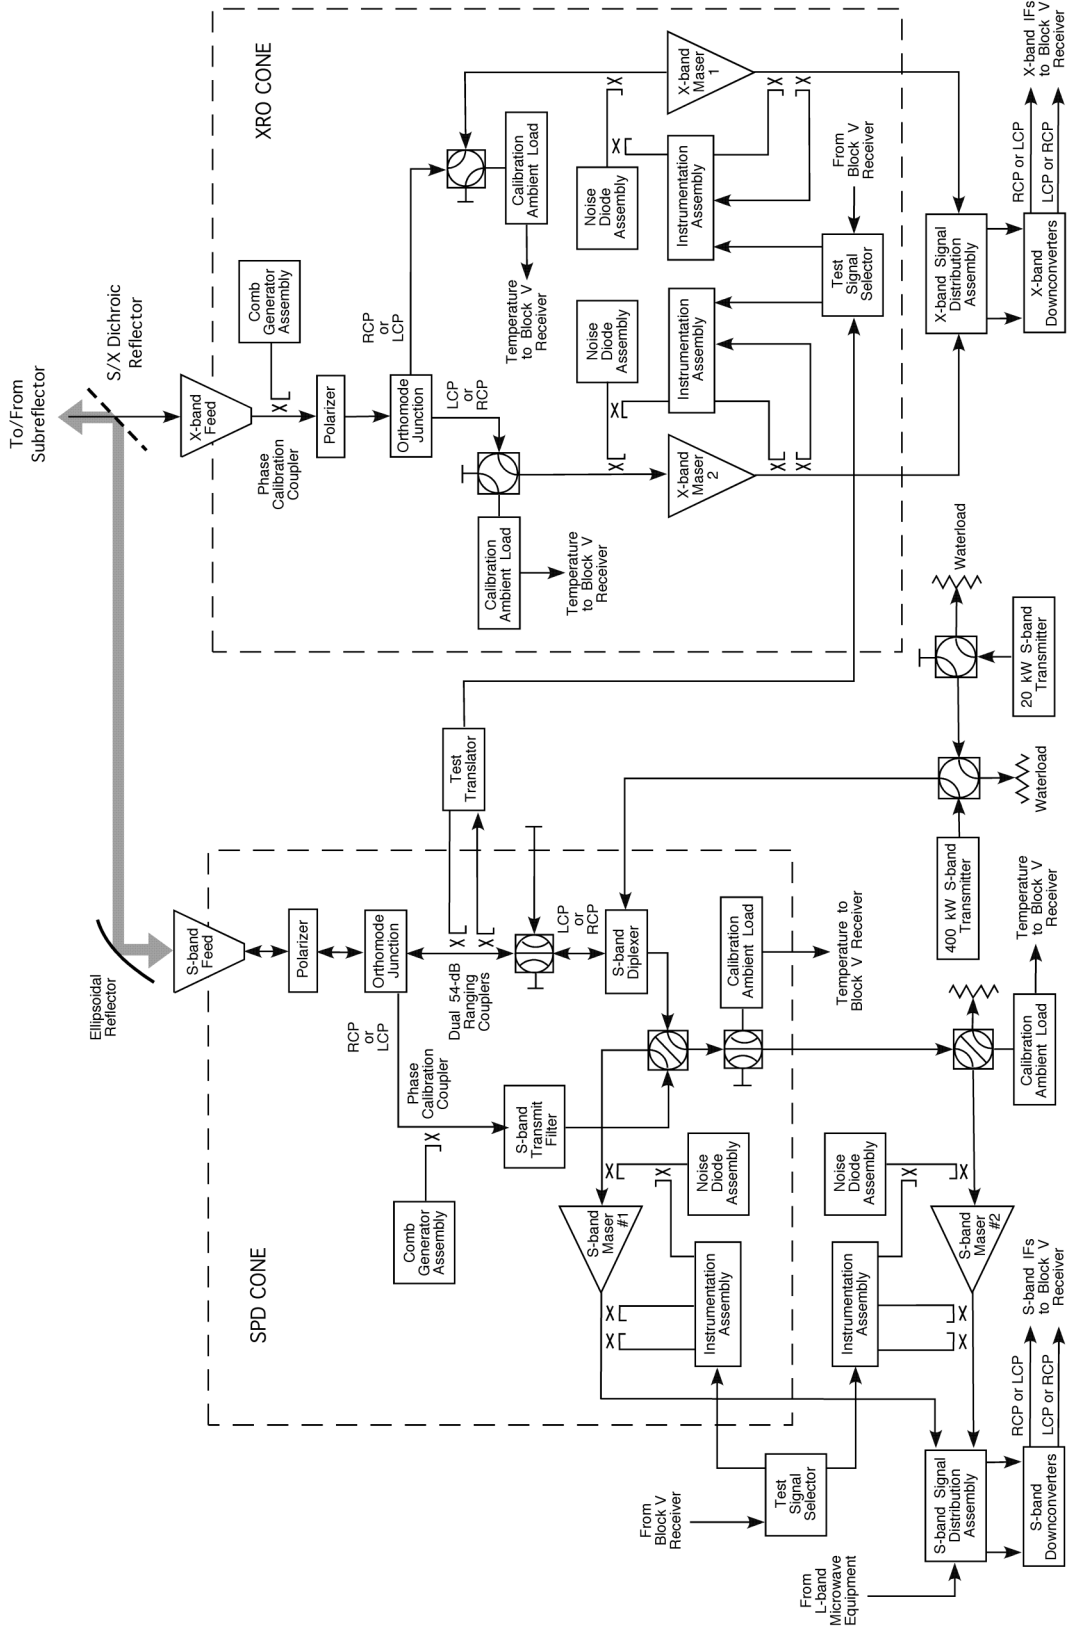 To/From
Subreflector
S/X Dichroic
Reflector
Ellipsoidal
Reflector
XRO CONE
X-band
Feed
Comb
Generator
Assembly
Phase
Calibration
Coupler
Polarizer
Orthomode
Junction
RCP
or
LCP
LCP
or
RCP
Calibration
Ambient Load
Temperature
to Block V
Receiver
Calibration
Ambient Load
Temperature
to Block V
Receiver
Noise
Diode
Assembly
Noise
Diode
Assembly
X-band
Maser
1
X-band
Maser
2
Instrumentation
Assembly
Instrumentation
Assembly
From
Block V
Receiver
Test
Signal
Selector
X-band Signal
Distribution
Assembly
X-band
Downconverters
RCP or LCP
LCP or RCP
X-band IFs
to Block V
Receiver
SPD CONE
S-band
Feed
Polarizer
Orthomode
Junction
RCP
or
LCP
Dual 54-dB
Ranging
Couplers
Test
Translator
Phase
Calibration
Coupler
Comb
Generator
Assembly
S-band
Transmit
Filter
LCP
or
RCP
S-band
Diplexer
Calibration
Ambient Load
Temperature to
Block V Receiver
S-band
Maser
#1
Noise
Diode
Assembly
Instrumentation
Assembly
Noise
Diode
Assembly
Instrumentation
Assembly
S-band
Maser
#2
Waterload
20 kW S-band
Transmitter
Waterload
400 kW S-band
Transmitter
Temperature
to Block V
Receiver
Calibration
Ambient Load
From
Block V
Receiver
Test
Signal
Selector
From
L-band
Microwave
Equipment
S-band Signal
Distribution
Assembly
S-band
Downconverters
RCP or LCP
LCP or RCP
S-band IFs
to Block V
Receiver